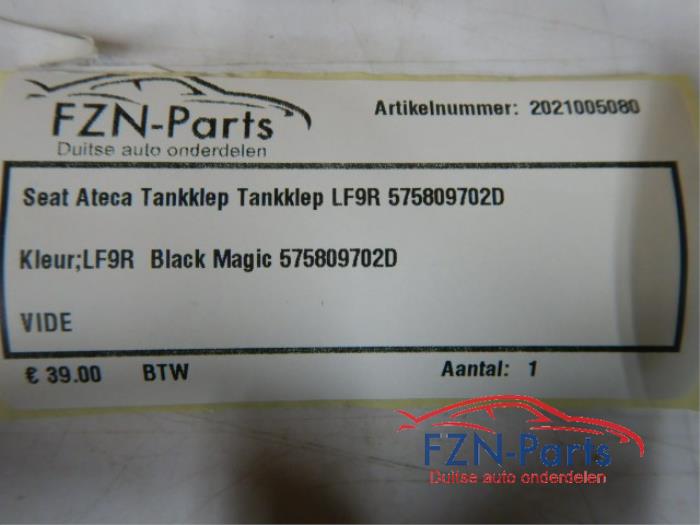 FZN-Parts
Duitse auto onderdelen
Artikelnummer: 2021005080
Seat Ateca Tankklep Tankklep LF9R 575809702D
Kleur;LF9R Black Magic 575809702D
VIDE
€ 39.00 BTW Aantal: 1
FZN-Parts
Duitse auto onderdelen